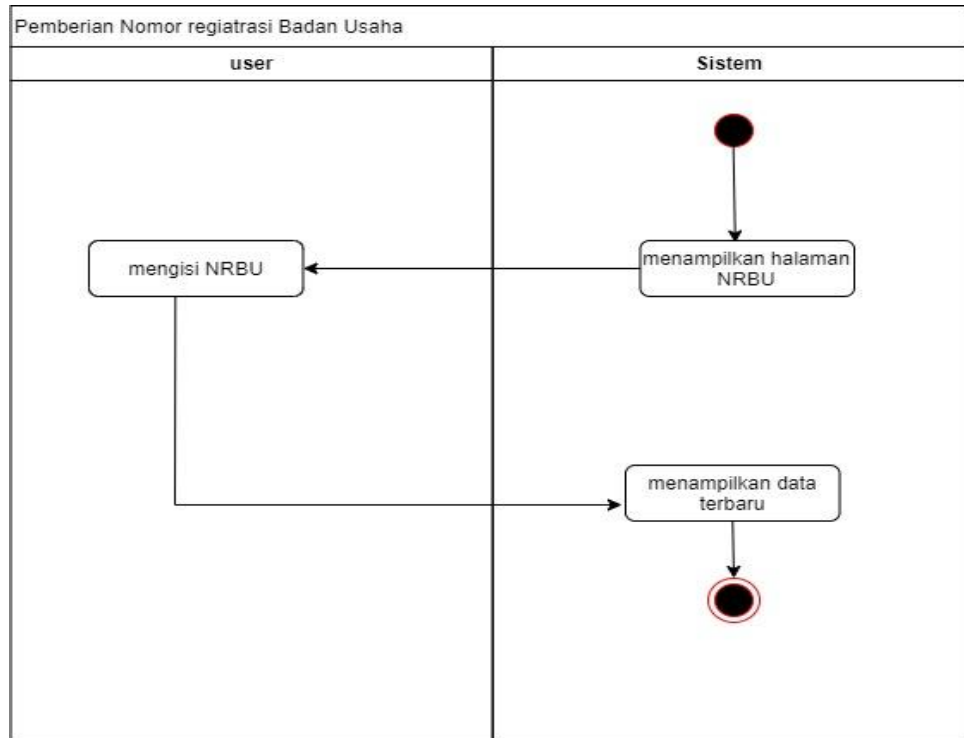 Pemberian Nomor regiatrasi Badan Usaha
user
Sistem
mengisi NRBU
menampilkan halaman
NRBU
menampilkan data
terbaru